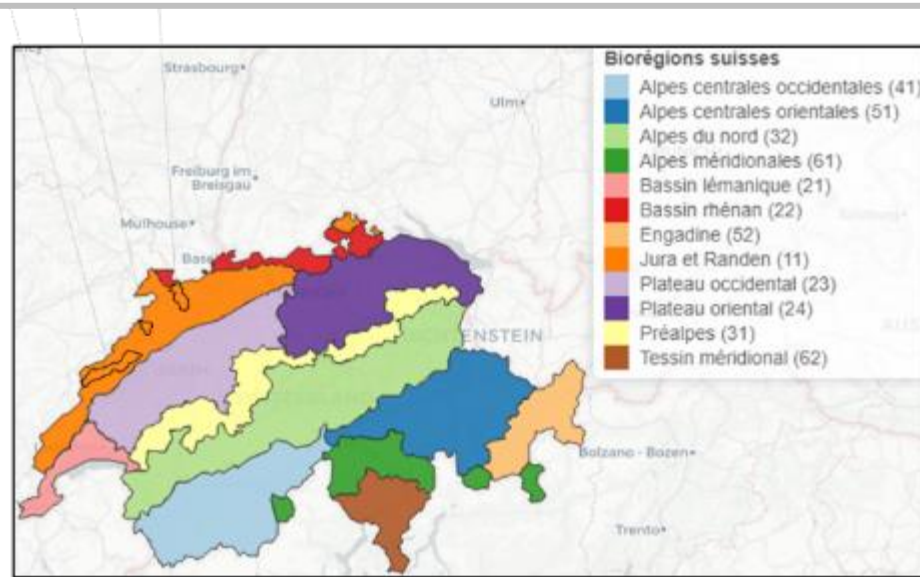 Strasbourg
Ulm
Freiburg im
Breisgau
Mulhouse
Bolzano - Bozen
Trento
Biorégions suisses
Alpes centrales occidentales (41)
Alpes centrales orientales (51)
Alpes du nord (32)
Alpes méridionales (61)
Bassin lémanique (21)
Bassin rhénan (22)
Engadine (52)
Jura et Randen (11)
Plateau occidental (23)
Plateau oriental (24)
Préalpes (31)
Tessin méridional (62)